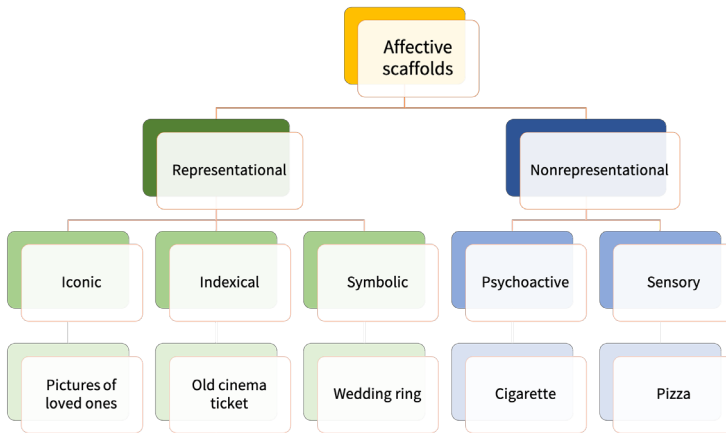 Affective
scaffolds
Representational
Nonrepresentational
Iconic
Indexical
Symbolic
Psychoactive
Sensory
Pictures of
loved ones
Old cinema
ticket
Wedding ring
Cigarette
Pizza